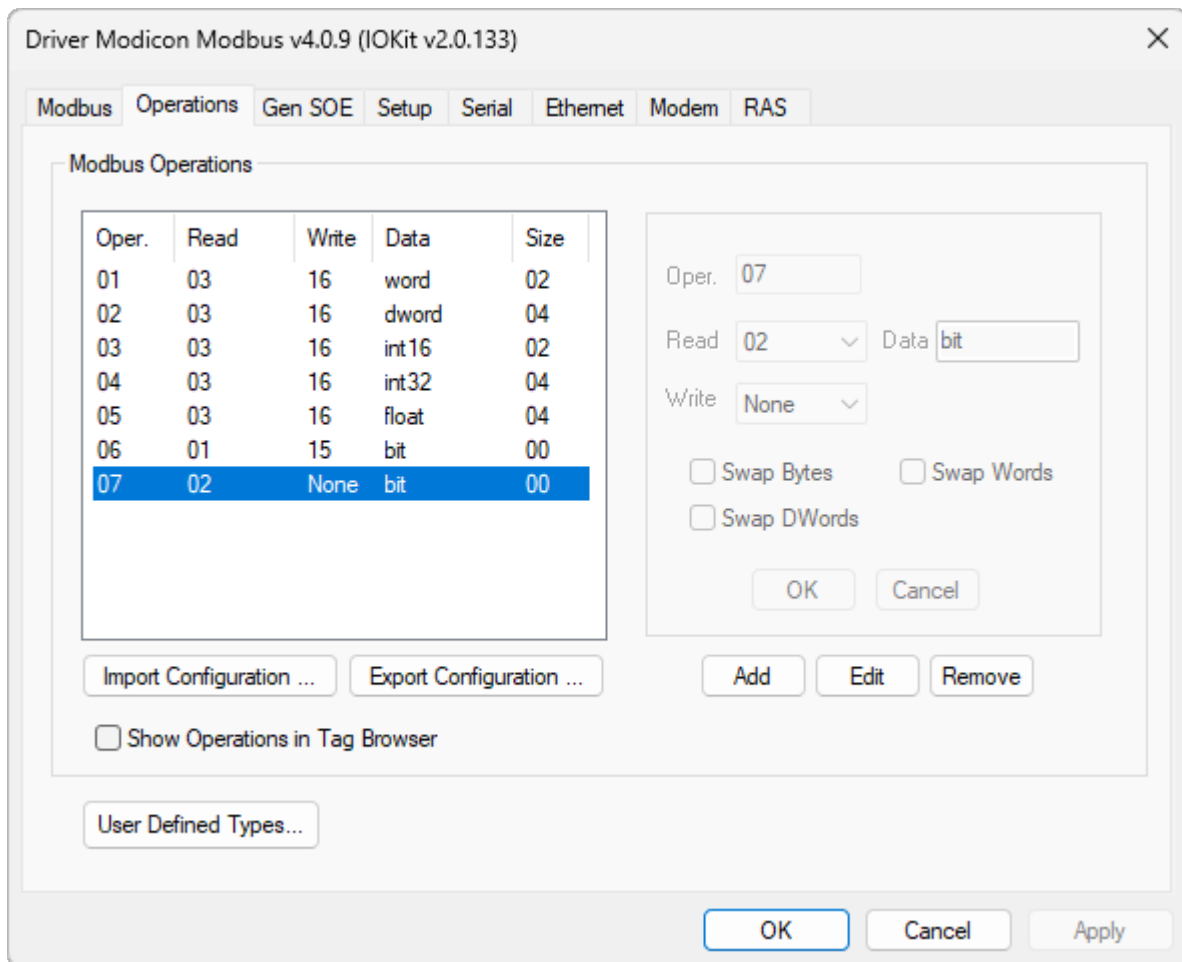 Driver Modicon Modbus v4.0.9 (IOKit v2.0.133)
Modbus Operations Gen SOE Setup Serial Ethernet Modem RAS
Modbus Operations
Oper. Read Write Data Size
01 03 16 word 02
02 03 16 dword 04
03 03 16 int16 02
04 03 16 int32 04
05 03 16 float 04
06 01 15 bit 00
07 02 None bit 00
Oper. 07
Read 02 Data bit
Write None
Swap Bytes Swap Words
Swap DWords
OK Cancel
Import Configuration ... Export Configuration ... Add Edit Remove
Show Operations in Tag Browser
User Defined Types...
OK Cancel Apply